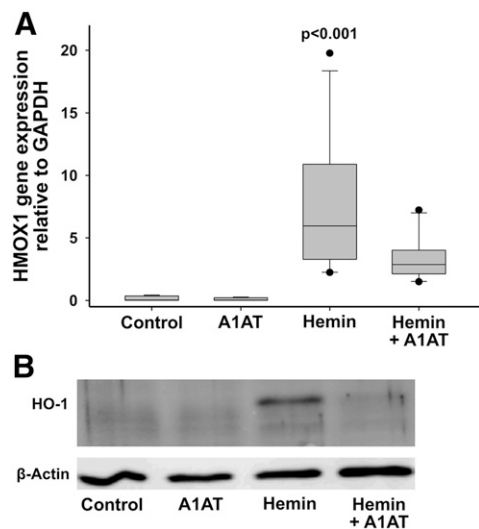 A
HMOX1 gene expression
relative to GAPDH
20
15
10
5
0
p<0.001
Control A1AT Hemin Hemin
+ A1AT
B
HO-1
β-Actin
Control A1AT Hemin Hemin
+ A1AT